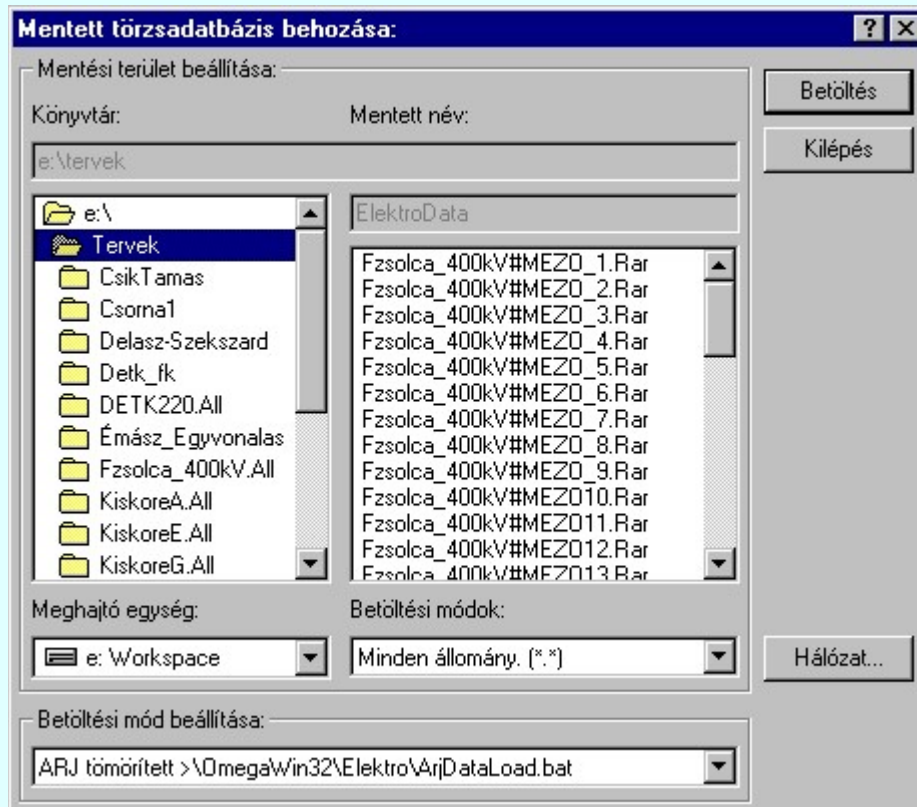 Mentett törzsadatbázis behozása:
Mentési terület beállítása:
Könyvtár:
Mentett név:
e:\tervek
ElektroData
e:\
Tervek
CsikTamas
Csorna1
Delasz-Szekszard
Detk_fk
DETK220.All
Émász_Egyvonalas
Fzsolca_400kV.All
KiskoreA.All
KiskoreE.All
KiskoreG.All
Fzsolca_400kV#MEZO_1.Rar
Fzsolca_400kV#MEZO_2.Rar
Fzsolca_400kV#MEZO_3.Rar
Fzsolca_400kV#MEZO_4.Rar
Fzsolca_400kV#MEZO_5.Rar
Fzsolca_400kV#MEZO_6.Rar
Fzsolca_400kV#MEZO_7.Rar
Fzsolca_400kV#MEZO_8.Rar
Fzsolca_400kV#MEZO_9.Rar
Fzsolca_400kV#MEZO10.Rar
Fzsolca_400kV#MEZO11.Rar
Fzsolca_400kV#MEZO12.Rar
Fzsolca_400kV#MEZO13.Rar
Meghajtó egység:
e: Workspace
Betöltési módok:
Minden állomány. (*.*)
Betöltés
Kilépés
Hálózat...
Betöltési mód beállítása:
ARJ tömörített >\OmegaWin32\Elektro\ArjDataLoad.bat